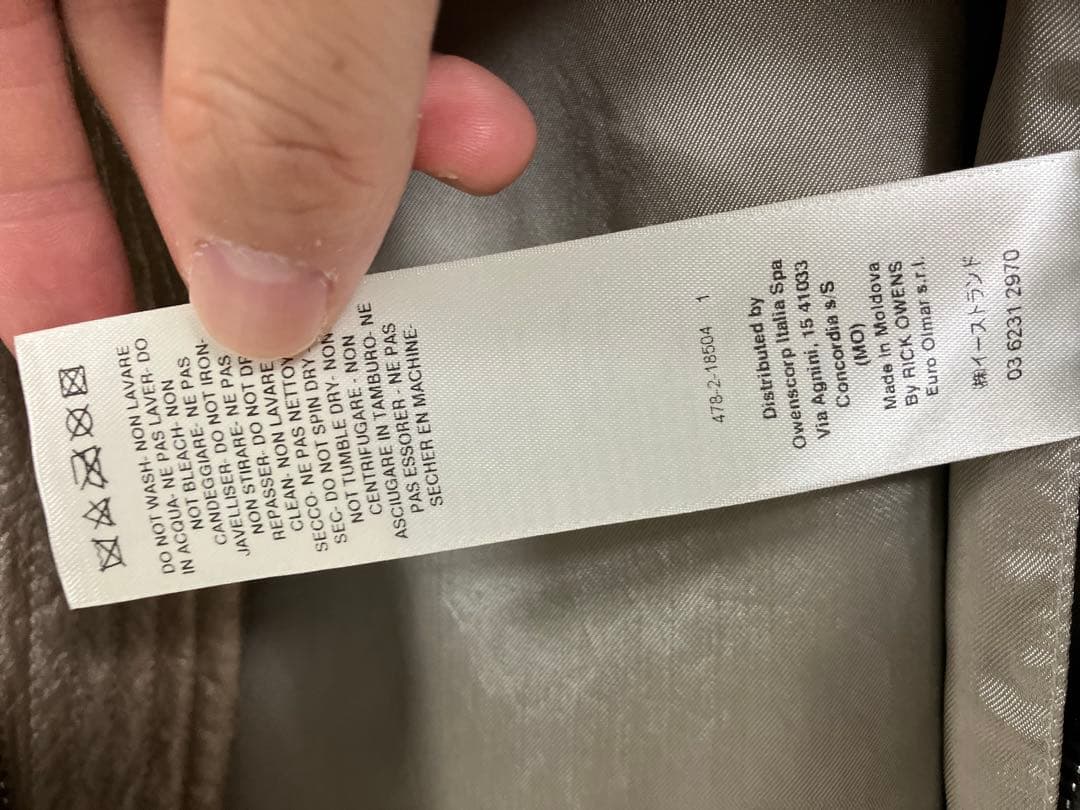 DO NOT WASH- NON LAVARE
IN ACQUA- NE PAS LAVER- DO
NOT BLEACH- NON
CANDEGGIARE- NE PAS
JAVELLISER- DO NOT IRON-
NON STIRARE- NE PAS
REPASSER- DO NOT
CLEAN- NON LAVARE
SECCO- NE PAS NETTOY
SEC- DO NOT SPIN DRY-
NOT TUMBLE DRY- NON
CENTRIFUGARE - NON
ASCIUGARE IN TAMBURO- NE
PAS ESSORER - NE PAS
SECHER EN MACHINE-
478-2-18504 1
Distributed by
Owenscorp Italia Spa
Via Agnini, 15 41033
Concordia s/S
(MO)
Made in Moldova
By RICK OWENS
Euro Olmar s.r.l.
㈱イーストランド
03 6231 2970